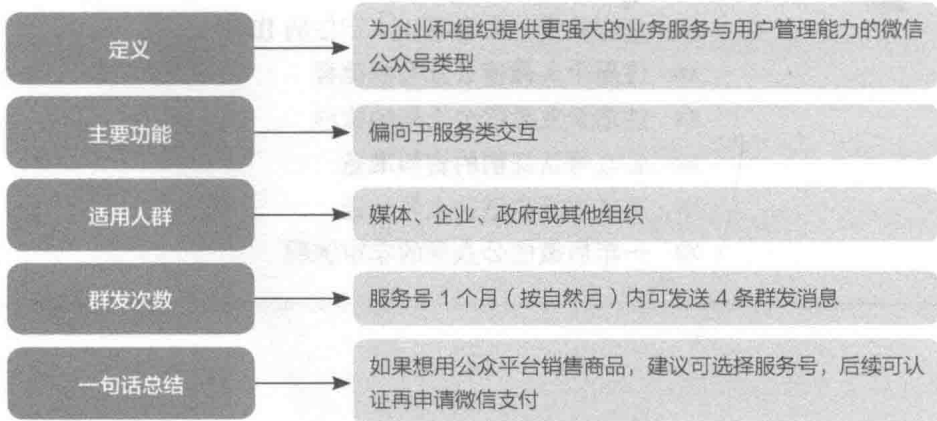 定义
为企业和组织提供更强大的业务服务与用户管理能力的微信
公众号类型
主要功能
偏向于服务类交互
适用人群
媒体、企业、政府或其他组织
群发次数
服务号 1 个月（按自然月）内可发送 4 条群发消息
一句话总结
如果想用公众平台销售商品，建议可选择服务号，后续可认
证再申请微信支付